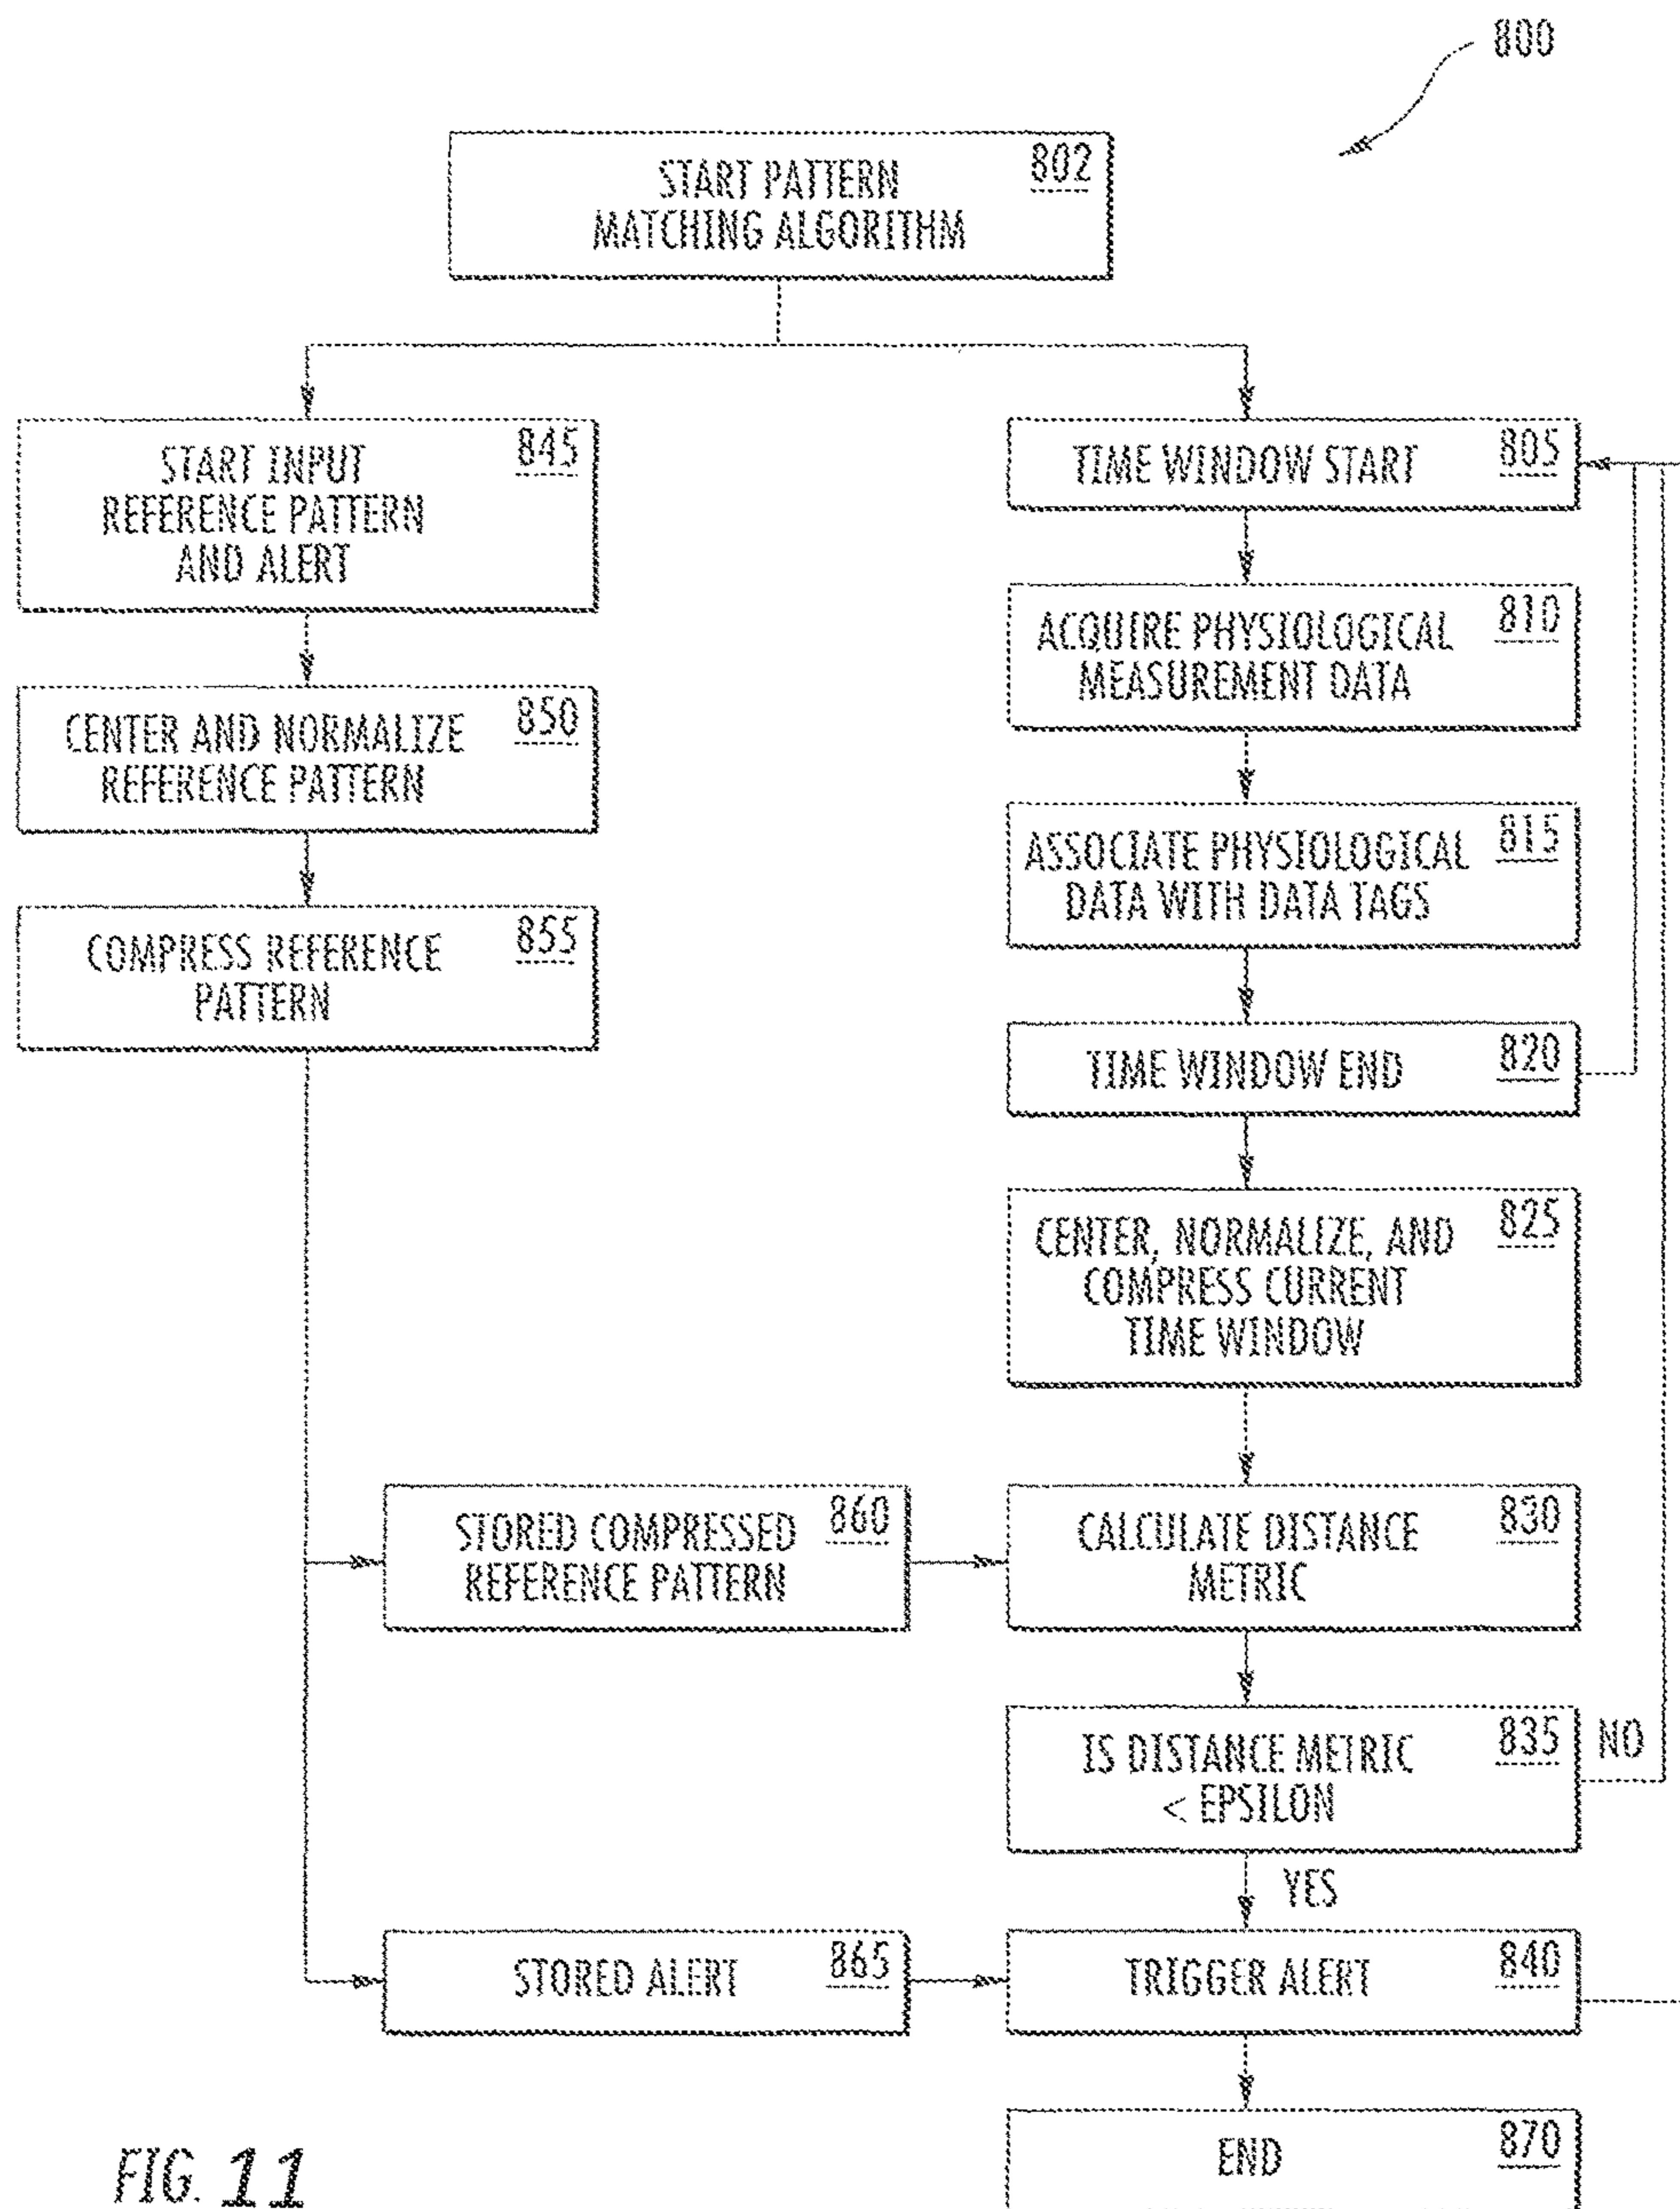 800
START PATTERN
MATCHING ALGORITHM
802
START INPUT
REFERENCE PATTERN
AND ALERT
845
CENTER AND NORMALIZE
REFERENCE PATTERN
850
COMPRESS REFERENCE
PATTERN
855
TIME WINDOW START
805
ACQUIRE PHYSIOLOGICAL
MEASUREMENT DATA
810
ASSOCIATE PHYSIOLOGICAL
DATA WITH DATA TAGS
815
TIME WINDOW END
820
CENTER, NORMALIZE, AND
COMPRESS CURRENT
TIME WINDOW
825
STORED COMPRESSED
REFERENCE PATTERN
860
CALCULATE DISTANCE
METRIC
830
IS DISTANCE METRIC
< EPSILON
835
NO
YES
STORED ALERT
865
TRIGGER ALERT
840
END
870
FIG. 11